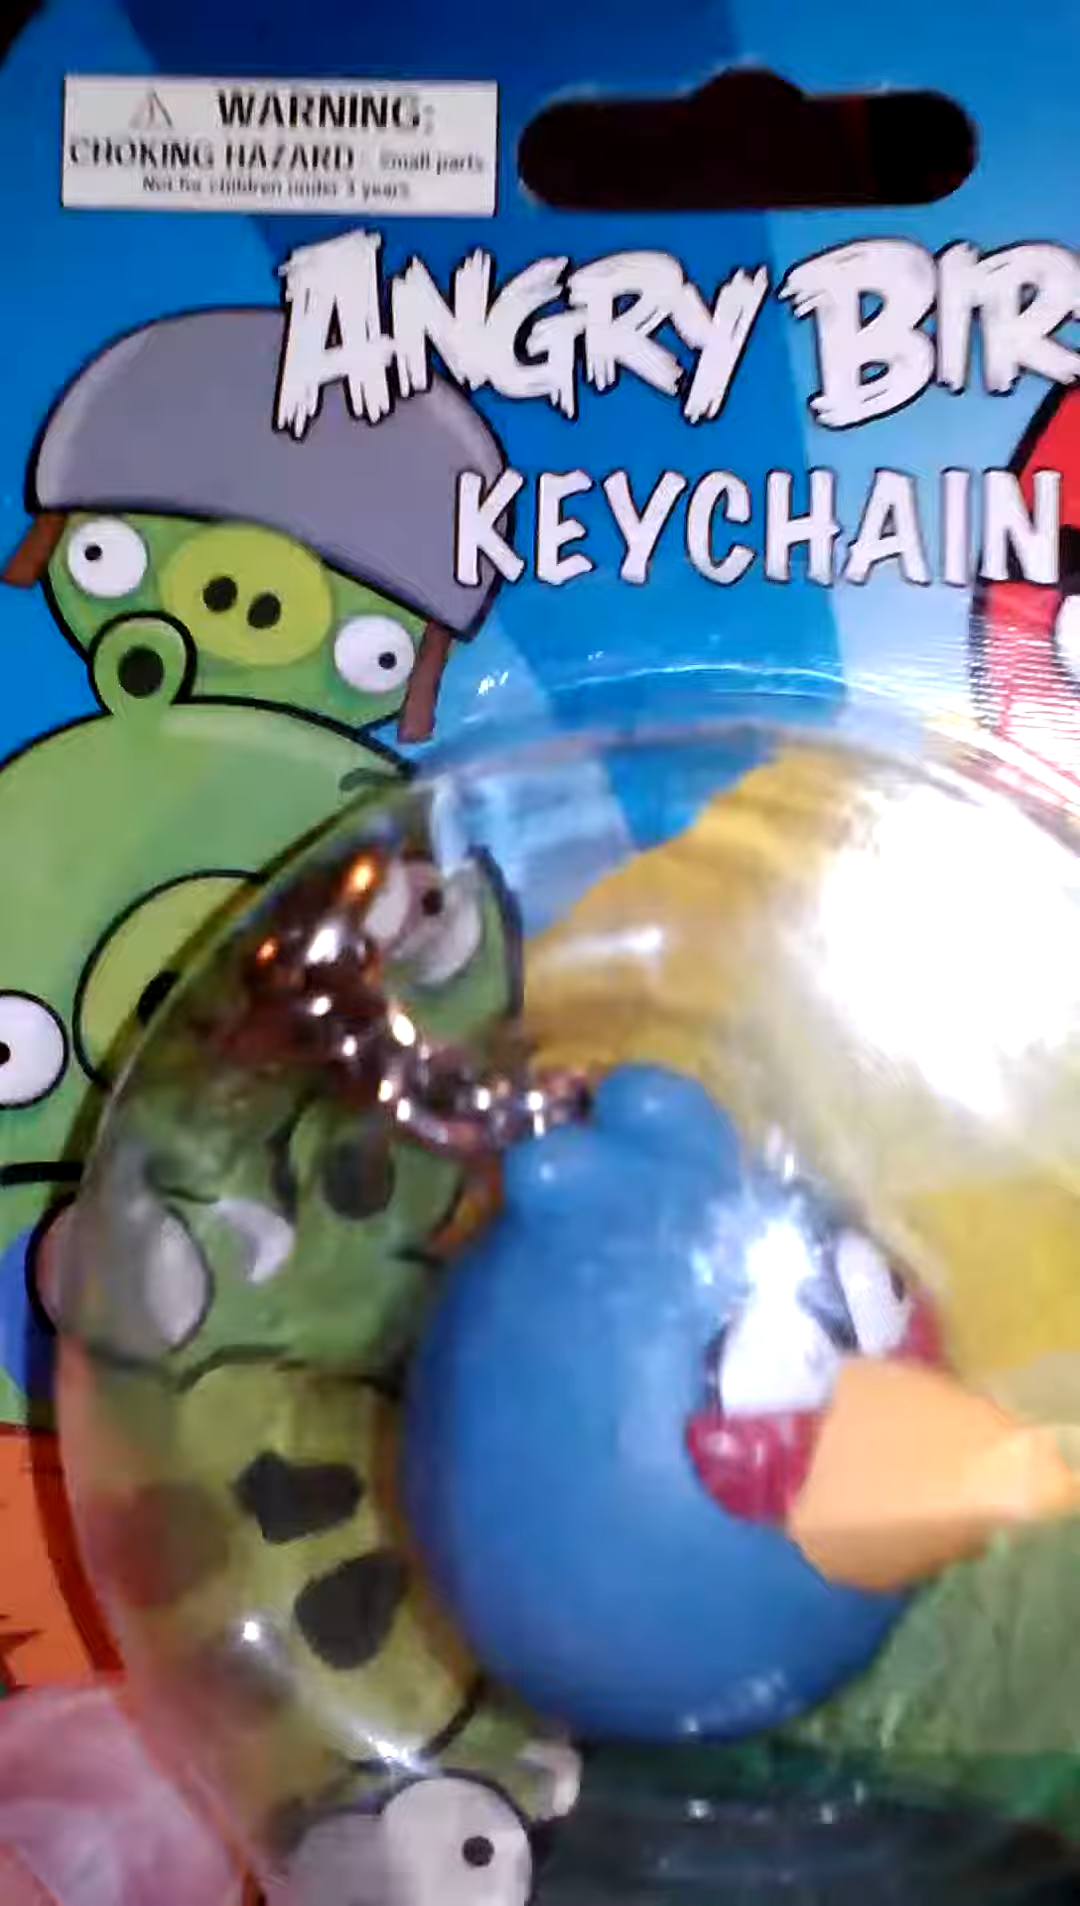 WARNING:
CHOKING HAZARD - Small parts
Not for children under 3 years
ANGRY BIR
KEYCHAIN